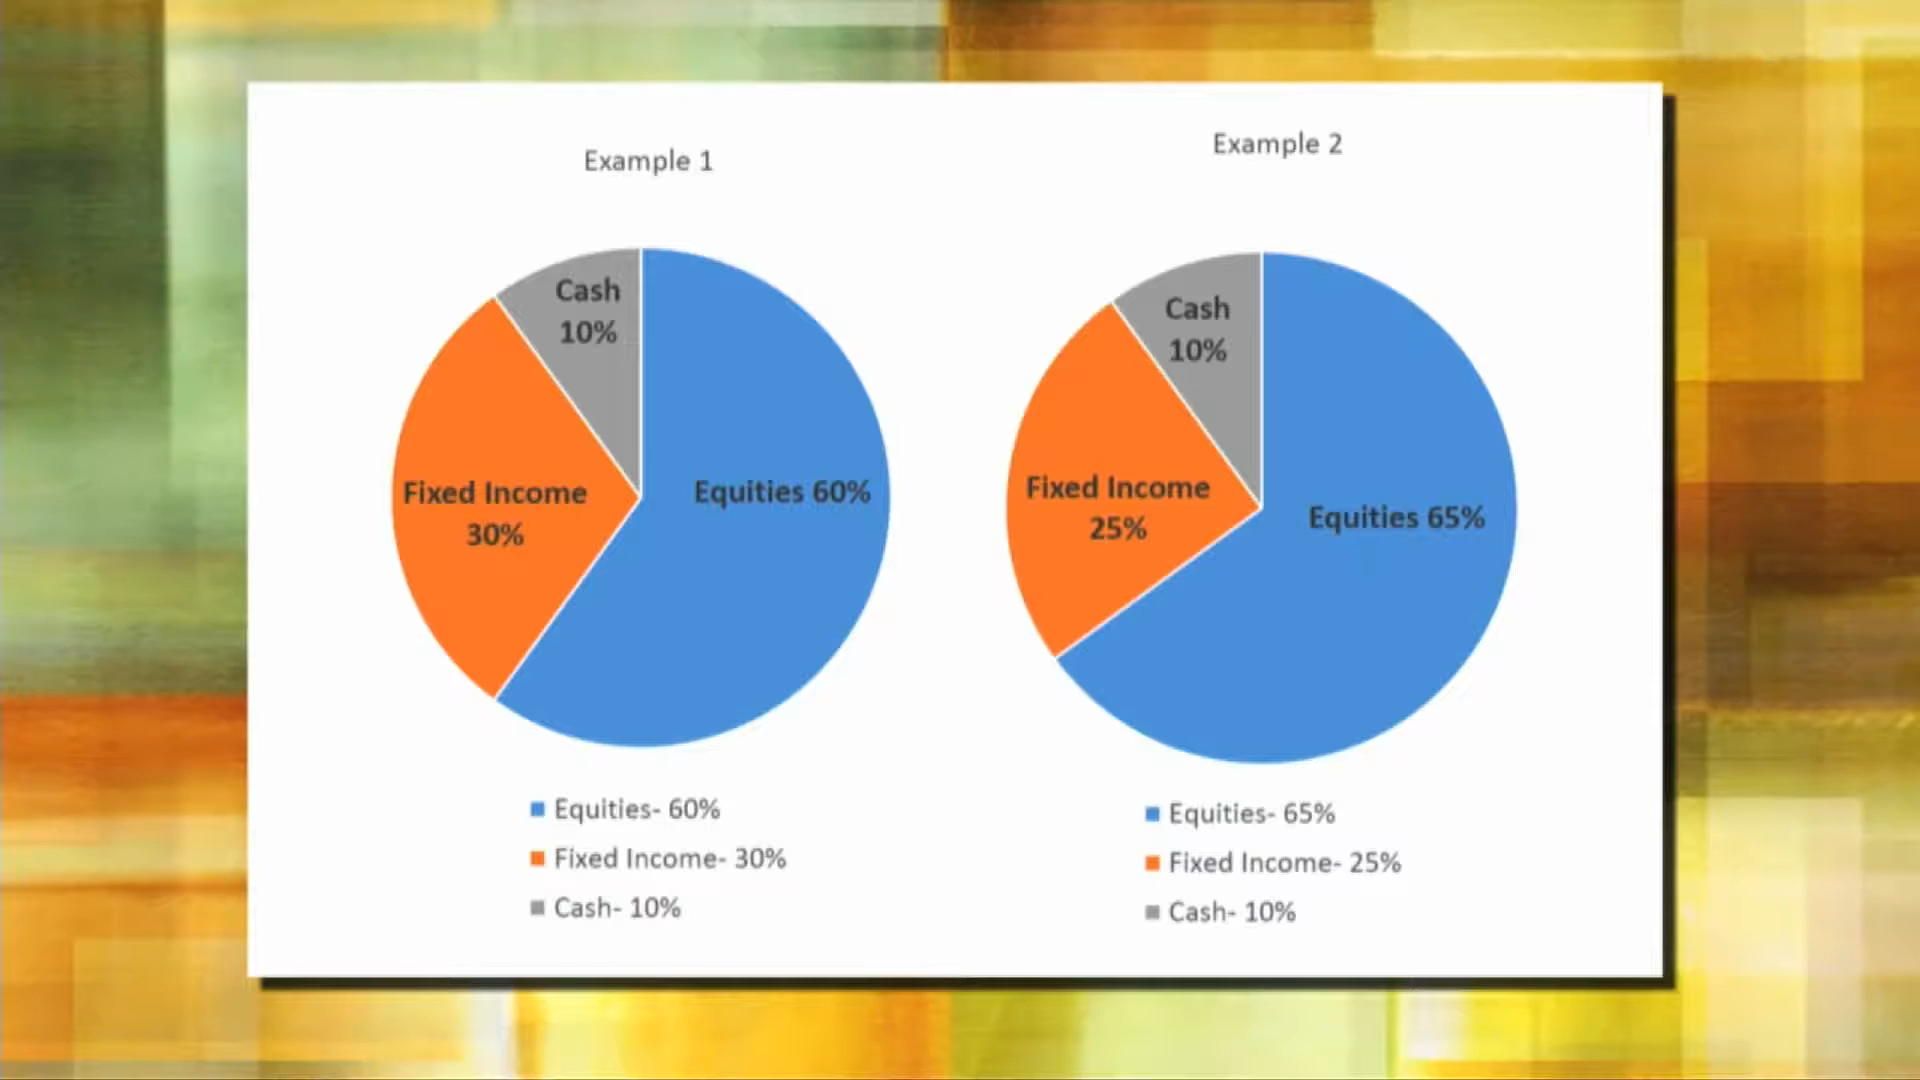 Example 1
Cash
10%
Fixed Income
30%
Equities 60%
Equities- 60%
Fixed Income- 30%
Cash- 10%
Example 2
Cash
10%
Fixed Income
25%
Equities 65%
Equities- 65%
Fixed Income- 25%
Cash- 10%